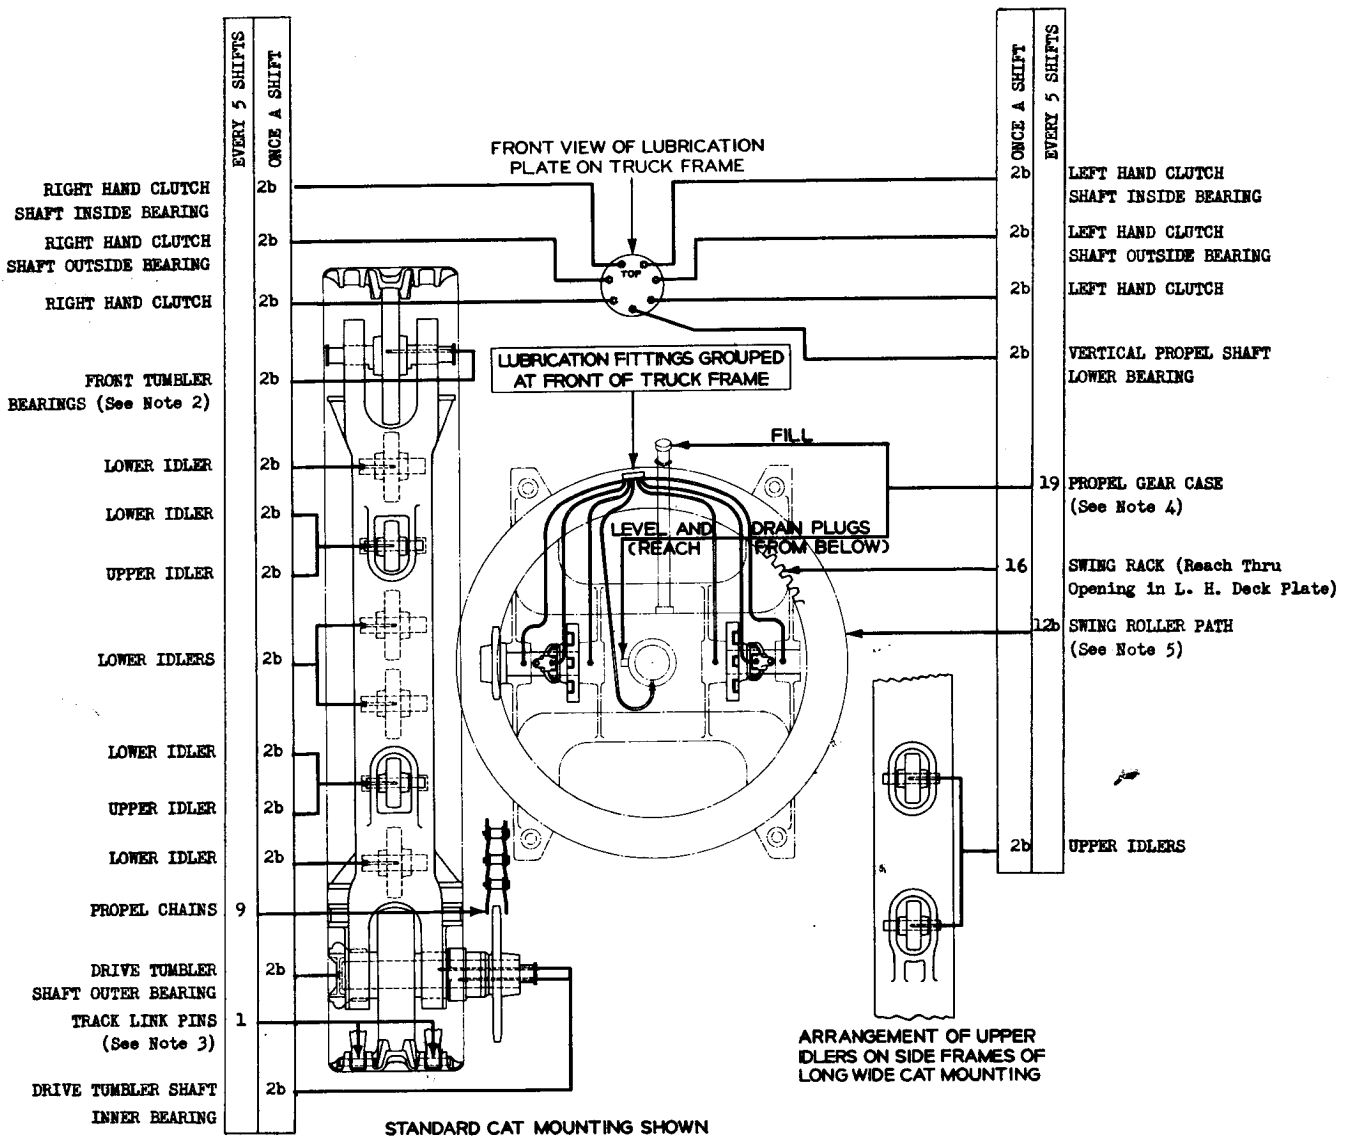 EVERY 5 SHIFTS
ONCE A SHIFT
ONCE A SHIFT
EVERY 5 SHIFTS
FRONT VIEW OF LUBRICATION
PLATE ON TRUCK FRAME
RIGHT HAND CLUTCH 2b
SHAFT INSIDE BEARING
RIGHT HAND CLUTCH 2b
SHAFT OUTSIDE BEARING
RIGHT HAND CLUTCH 2b
FRONT TUMBLER 2b
BEARINGS (See Note 2)
LOWER IDLER 2b
LOWER IDLER 2b
UPPER IDLER 2b
LOWER IDLERS 2b
LOWER IDLER 2b
UPPER IDLER 2b
LOWER IDLER 2b
PROPEL CHAINS 9
DRIVE TUMBLER 2b
SHAFT OUTER BEARING
TRACK LINK PINS 1
(See Note 3)
DRIVE TUMBLER SHAFT 2b
INNER BEARING
TOP
LUBRICATION FITTINGS GROUPED
AT FRONT OF TRUCK FRAME
FILL
LEVEL AND DRAIN PLUGS
(REACH FROM BELOW)
2b LEFT HAND CLUTCH
SHAFT INSIDE BEARING
2b LEFT HAND CLUTCH
SHAFT OUTSIDE BEARING
2b LEFT HAND CLUTCH
2b VERTICAL PROPEL SHAFT
LOWER BEARING
19 PROPEL GEAR CASE
(See Note 4)
16 SWING RACK (Reach Thru
Opening in L. H. Deck Plate)
12b SWING ROLLER PATH
(See Note 5)
2b UPPER IDLERS
ARRANGEMENT OF UPPER
IDLERS ON SIDE FRAMES OF
LONG WIDE CAT MOUNTING
STANDARD CAT MOUNTING SHOWN